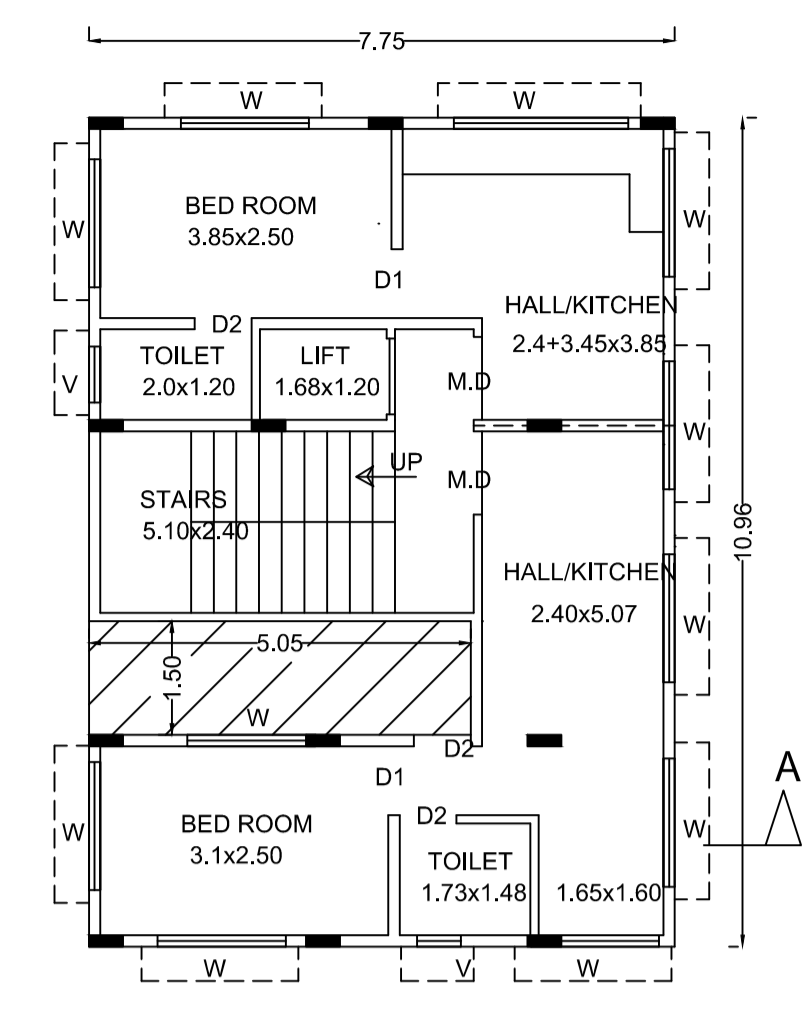 7.75
W
W
BED ROOM
3.85x2.50
W
W
D1
HALL/KITCHEN
2.4+3.45x3.85
D2
TOILET
2.0x1.20
LIFT
1.68x1.20
V
M.D
W
UP
M.D
STAIRS
5.10x2.40
10.96
HALL/KITCHEN
2.40x5.07
W
5.05
1.50
W
D2
D1
A
BED ROOM
3.1x2.50
W
D2
W
TOILET
1.73x1.48
1.65x1.60
W
V
W